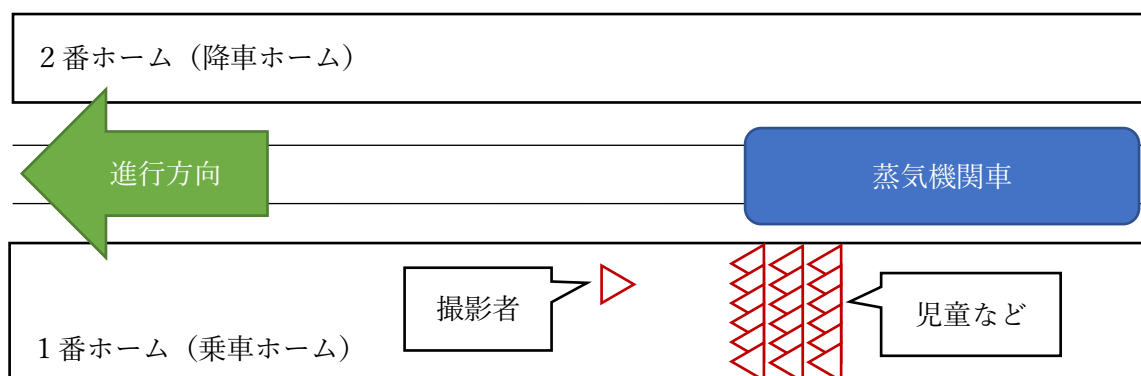 ２番ホーム（降車ホーム）
進行方向
蒸気機関車
撮影者
児童など
１番ホーム（乗車ホーム）